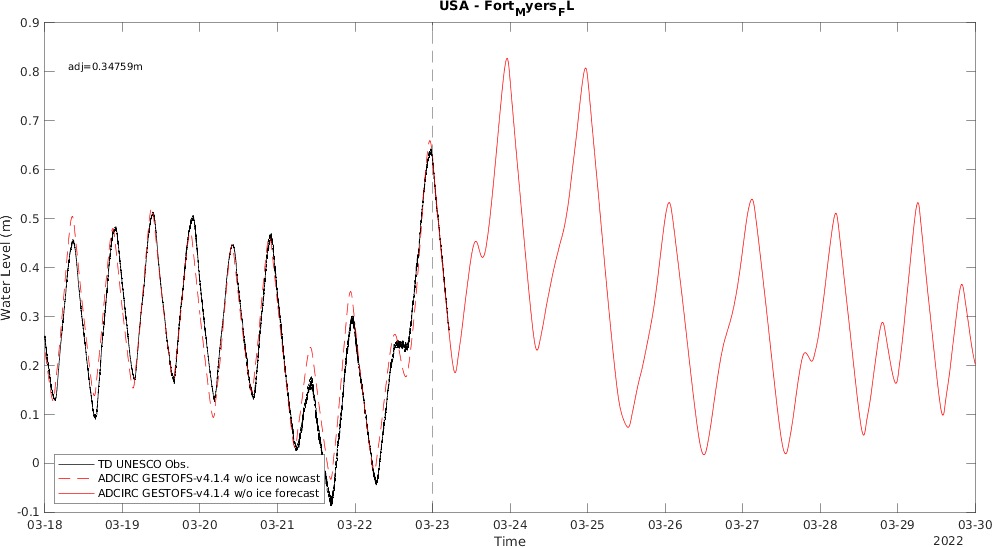 USA - Fort_Myers_FL
0.9
adj=0.34759m
0.8
0.7
0.6
0.5
0.4
0.3
0.2
0.1
0
-0.1
Water Level (m)
TD UNESCO Obs.
ADCIRC GESTOFS-v4.1.4 w/o ice nowcast
ADCIRC GESTOFS-v4.1.4 w/o ice forecast
03-18 03-19 03-20 03-21 03-22 03-23 03-24 03-25 03-26 03-27 03-28 03-29 03-30
Time
2022